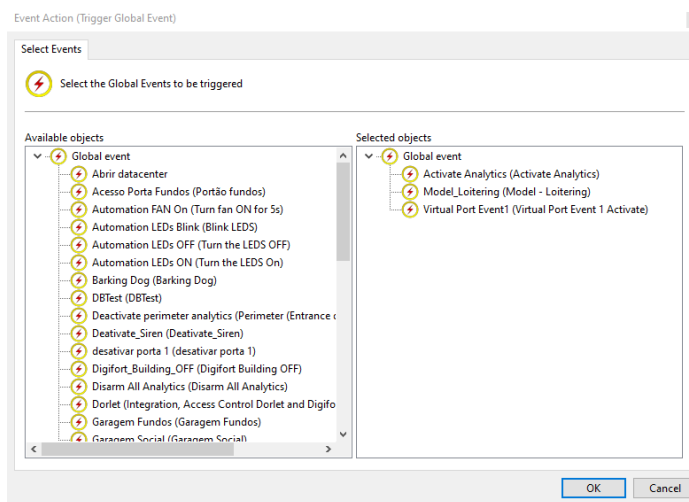 Event Action (Trigger Global Event)
Select Events
Select the Global Events to be triggered
Available objects
Global event
Abrir datacenter
Acesso Porta Fundos (Portão fundos)
Automation FAN On (Turn fan ON for 5s)
Automation LEDs Blink (Blink LEDS)
Automation LEDs OFF (Turn the LEDS OFF)
Automation LEDs ON (Turn the LEDS On)
Barking Dog (Barking Dog)
DBTest (DBTest)
Deactivate perimeter analytics (Perimeter (Entrance
Deativate_Siren (Deativate_Siren)
desativar porta 1 (desativar porta 1)
Digifort_Building_OFF (Digifort Building OFF)
Disarm All Analytics (Disarm All Analytics)
Dorlet (Integration, Access Control Dorlet and Digifo
Garagem Fundos (Garagem Fundos)
Garagem Social (Garagem Social)
Selected objects
Global event
Activate Analytics (Activate Analytics)
Model_Loitering (Model - Loitering)
Virtual Port Event1 (Virtual Port Event 1 Activate)
OK
Cancel